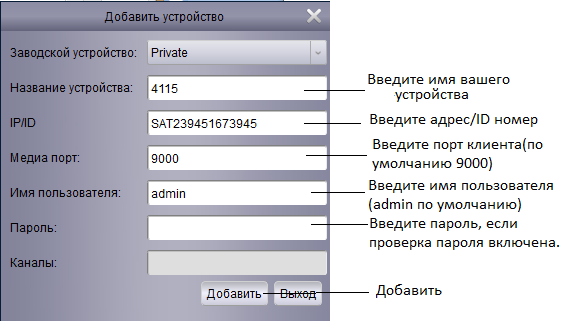 Добавить устройство
Заводской устройство: Private
Название устройства: 4115
Введите имя вашего
устройства
IP/ID SAT239451673945
Введите адрес/ID номер
Медиа порт: 9000
Введите порт клиента(по
умолчанию 9000)
Имя пользователя: admin
Введите имя пользователя
(admin по умолчанию)
Пароль:
Введите пароль, если
проверка пароля включена.
Каналы:
Добавить Выход
Добавить